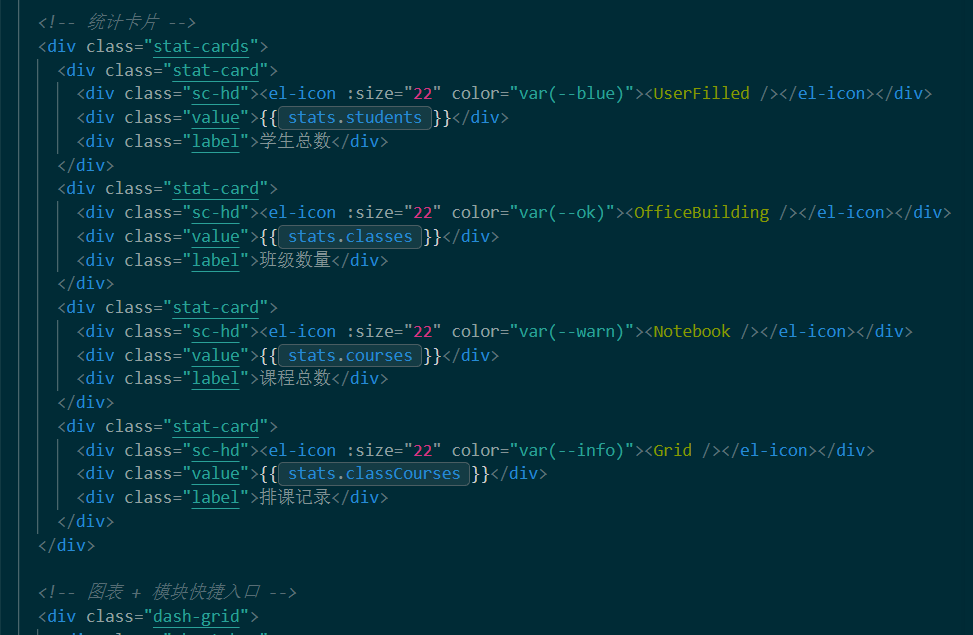 <!-- 统计卡片 -->
<div class="stat-cards">
<div class="stat-card">
<div class="sc-hd"><el-icon :size="22" color="var(--blue)"><UserFilled /></el-icon></div>
<div class="value">{{ stats.students }}</div>
<div class="label">学生总数</div>
</div>
<div class="stat-card">
<div class="sc-hd"><el-icon :size="22" color="var(--ok)"><OfficeBuilding /></el-icon></div>
<div class="value">{{ stats.classes }}</div>
<div class="label">班级数量</div>
</div>
<div class="stat-card">
<div class="sc-hd"><el-icon :size="22" color="var(--warn)"><Notebook /></el-icon></div>
<div class="value">{{ stats.courses }}</div>
<div class="label">课程总数</div>
</div>
<div class="stat-card">
<div class="sc-hd"><el-icon :size="22" color="var(--info)"><Grid /></el-icon></div>
<div class="value">{{ stats.classCourses }}</div>
<div class="label">排课记录</div>
</div>
</div>
<!-- 图表 + 模块快捷入口 -->
<div class="dash-grid">